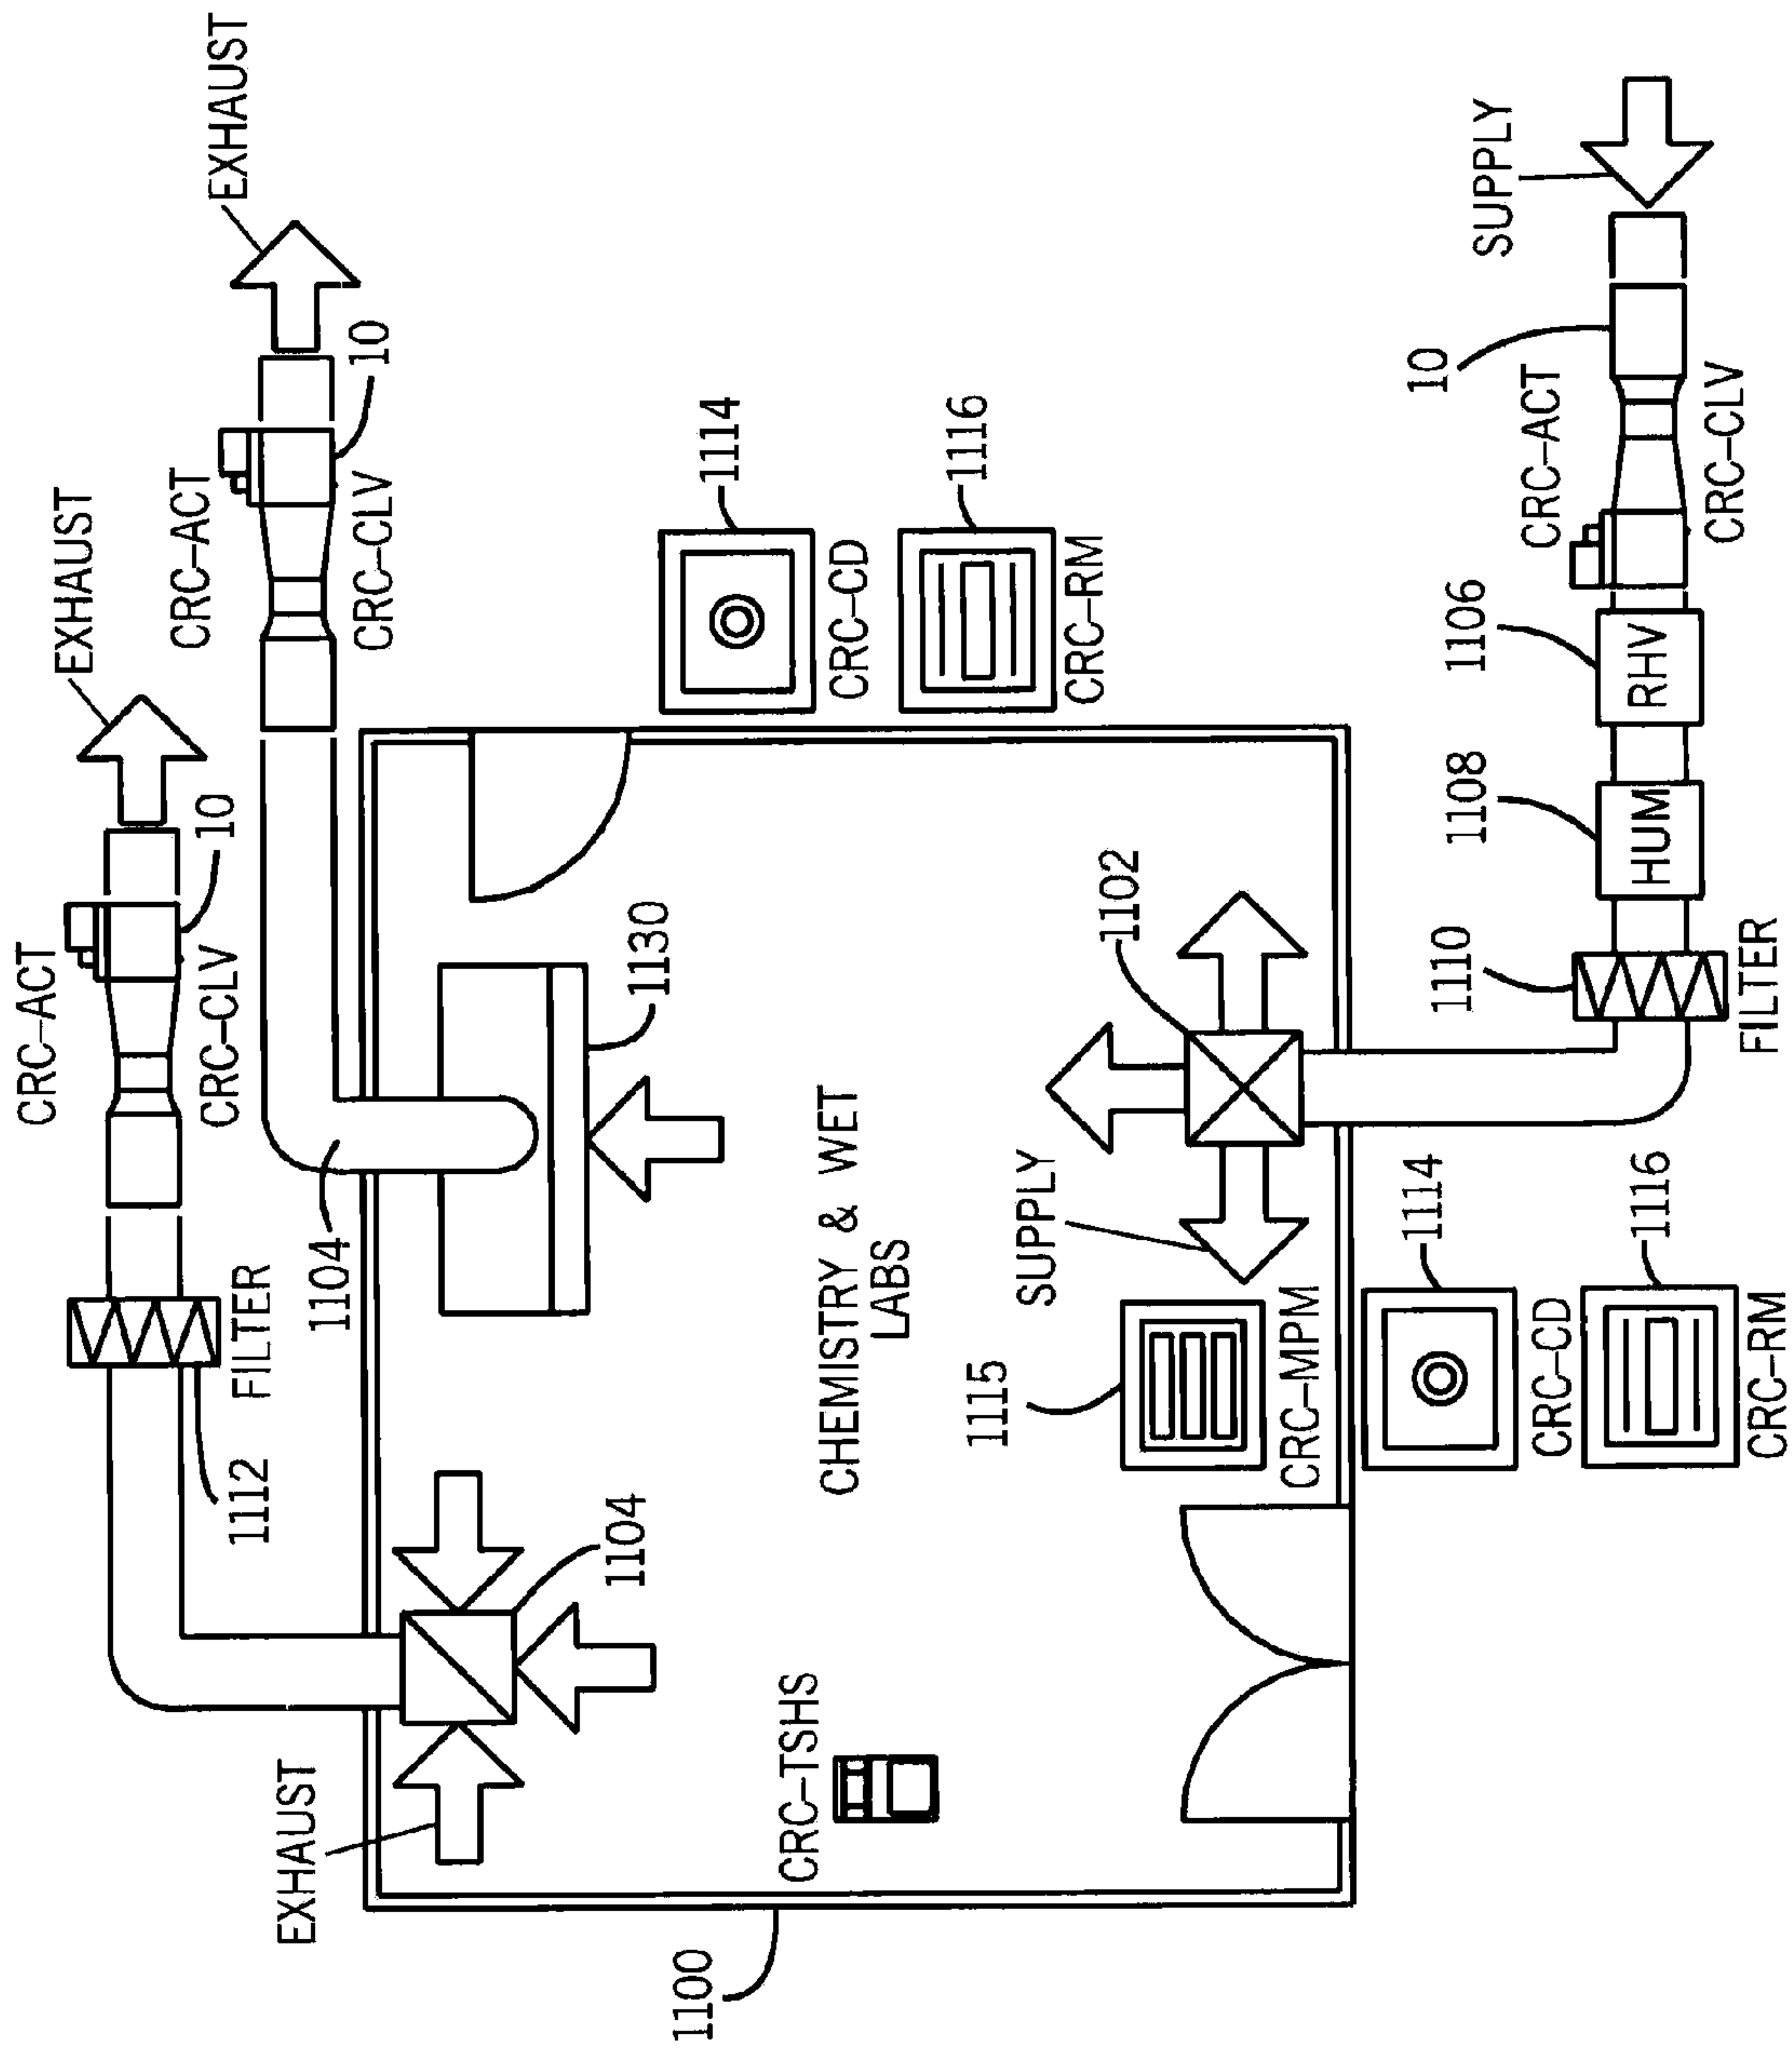 CRC-ACT
EXHAUST
CRC-ACT
EXHAUST
CRC-CLV
10
1112
FILTER
EXHAUST
1104
CRC-CLV
10
1104
1130
1100
1114
CRC-TSHS
CHEMISTRY & WET
LABS
CRC-CD
1116
1115
SUPPLY
CRC-RM
1102
CRC-MPM
1114
10
1110
1108
1106
SUPPLY
CRC-CD
CRC-ACT
1116
HUM
RHV
CRC-RM
FILTER
CRC-CLV